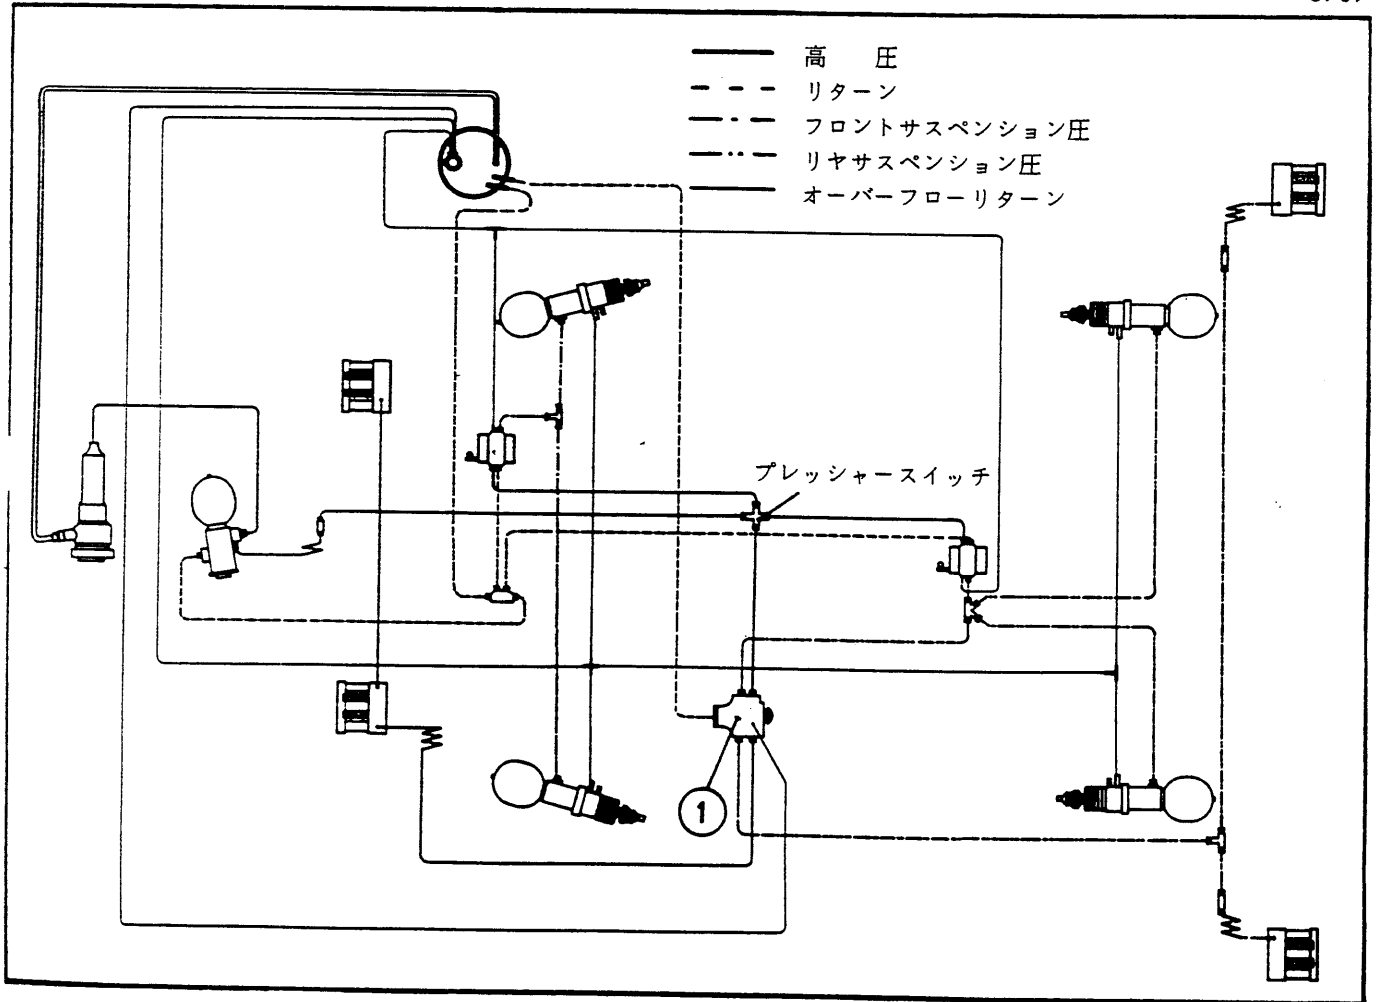 高 圧
リターン
フロントサスペンション圧
リヤサスペンション圧
オーバーフローリターン
プレッシャースイッチ
1